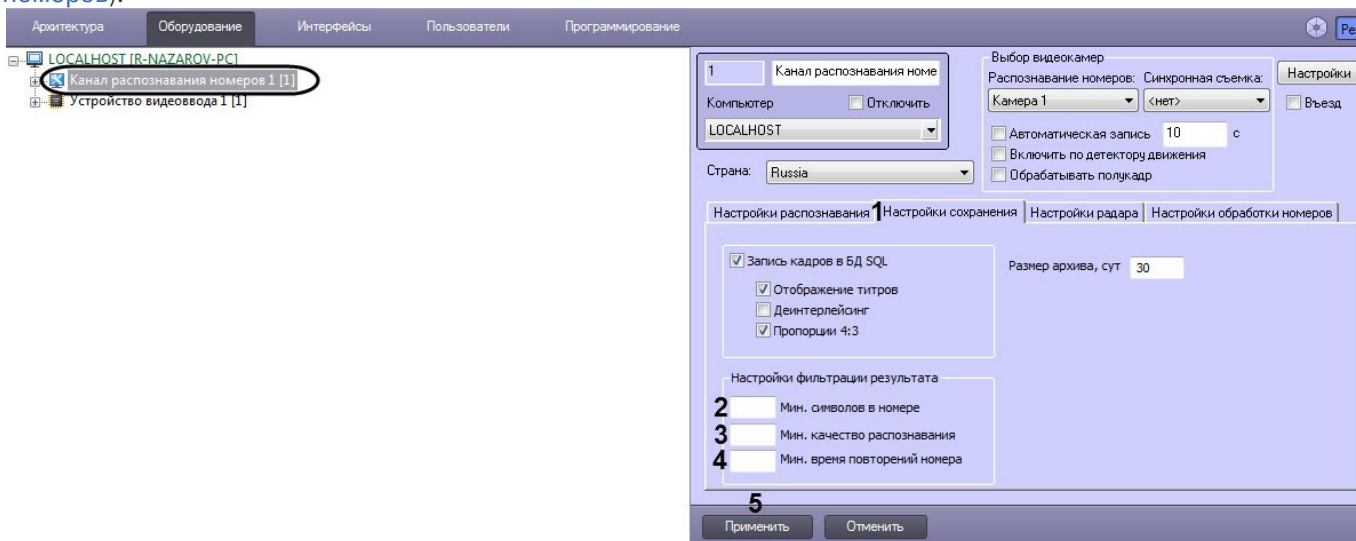 номеров).
Архитектура Оборудование Интерфейсы Пользователи Программирование
LOCALHOST [R-NAZAROV-PC]
Канал распознавания номеров 1 [1]
Устройство видеоввода 1 [1]
1 Канал распознавания номе
Компьютер Отключить
LOCALHOST
Страна: Russia
Выбор видеокамер
Распознавание номеров: Синхронная съемка:
Камера 1 <нет>
Автоматическая запись 10 с
Включить по детектору движения
Обрабатывать полукадр
Настройки
Въезд
Настройки распознавания 1 Настройки сохранения Настройки радара Настройки обработки номеров
Запись кадров в БД SQL
Отображение титров
Деинтерлейсинг
Пропорции 4:3
Размер архива, сут 30
Настройки фильтрации результата
2 Мин. символов в номере
3 Мин. качество распознавания
4 Мин. время повторений номера
5
Применить Отменить